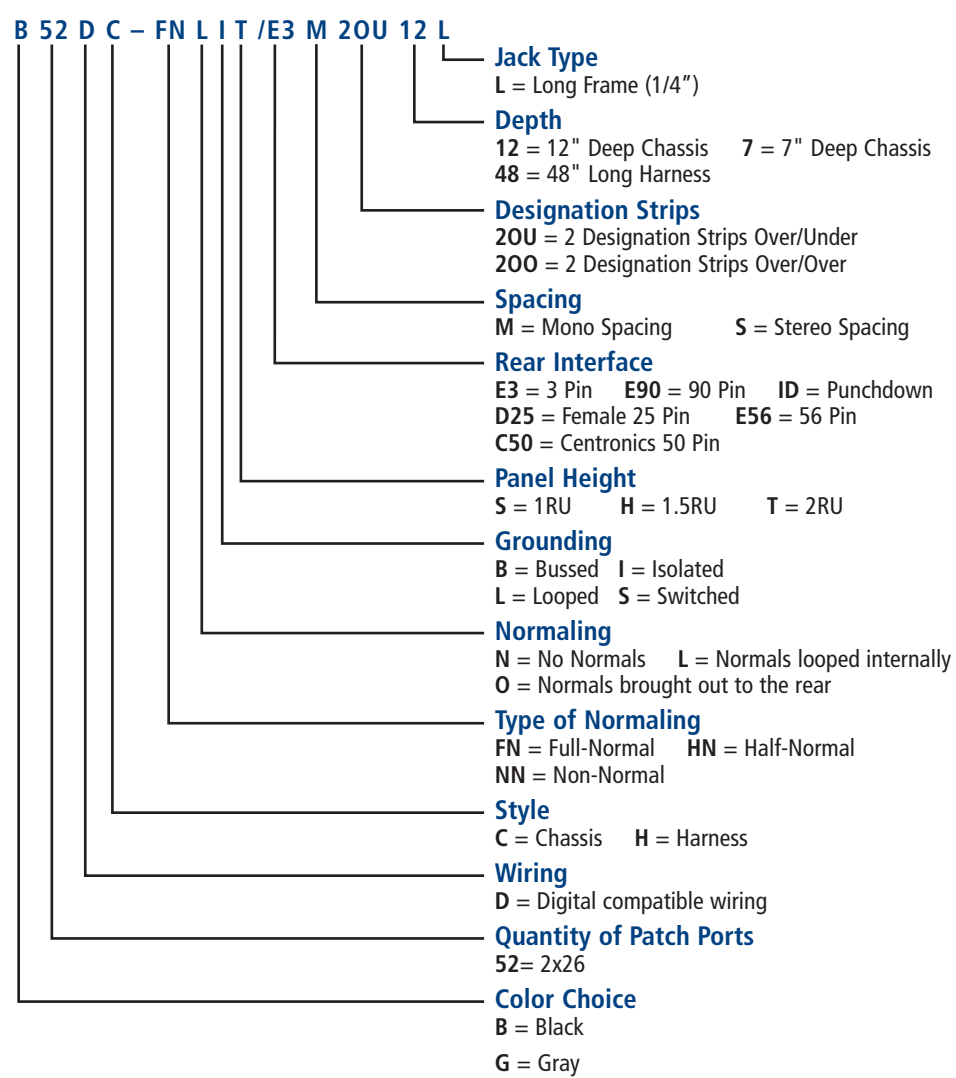 B 52 D C – FN L I T /E3 M 2OU 12 L
Jack Type
L = Long Frame (1/4″)
Depth
12 = 12" Deep Chassis 7 = 7" Deep Chassis
48 = 48" Long Harness
Designation Strips
2OU = 2 Designation Strips Over/Under
2OO = 2 Designation Strips Over/Over
Spacing
M = Mono Spacing S = Stereo Spacing
Rear Interface
E3 = 3 Pin E90 = 90 Pin ID = Punchdown
D25 = Female 25 Pin E56 = 56 Pin
C50 = Centronics 50 Pin
Panel Height
S = 1RU H = 1.5RU T = 2RU
Grounding
B = Bussed I = Isolated
L = Looped S = Switched
Normaling
N = No Normals L = Normals looped internally
O = Normals brought out to the rear
Type of Normaling
FN = Full-Normal HN = Half-Normal
NN = Non-Normal
Style
C = Chassis H = Harness
Wiring
D = Digital compatible wiring
Quantity of Patch Ports
52= 2x26
Color Choice
B = Black
G = Gray